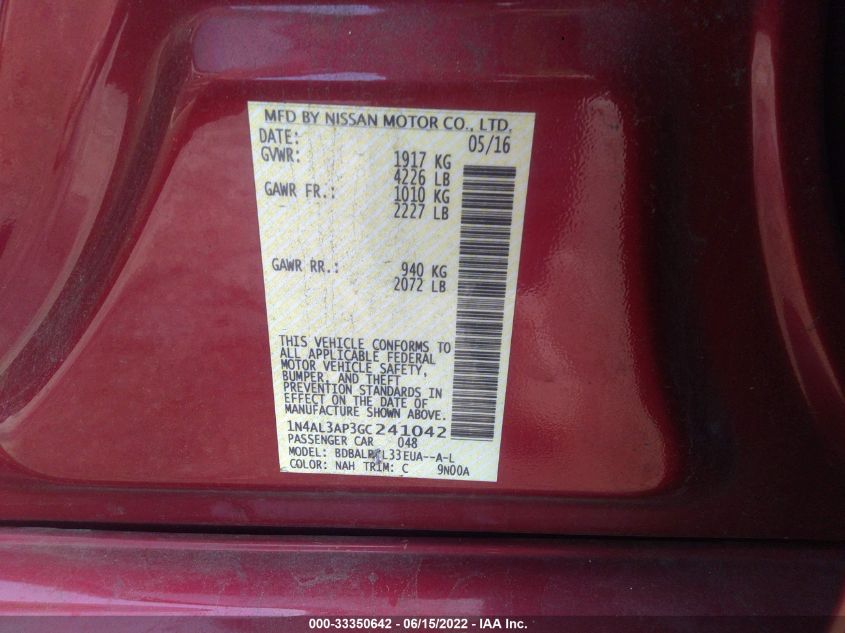 MFD BY NISSAN MOTOR CO., LTD.
DATE: 05/16
GVWR: 1917 KG
4226 LB
GAWR FR.: 1010 KG
2227 LB
GAWR RR.: 940 KG
2072 LB
THIS VEHICLE CONFORMS TO
ALL APPLICABLE FEDERAL
MOTOR VEHICLE SAFETY,
BUMPER, AND THEFT
PREVENTION STANDARDS IN
EFFECT ON THE DATE OF
MANUFACTURE SHOWN ABOVE.
1N4AL3AP3GC241042
PASSENGER CAR 048
MODEL:
COLOR: NAH TRIM: C 9N00A
000-33350642 - 06/15/2022 - IAA Inc.